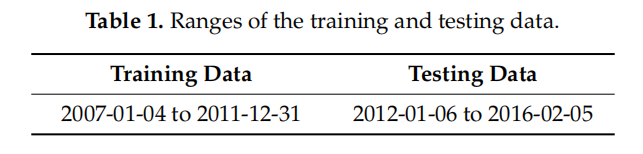 Table 1. Ranges of the training and testing data.
Training Data Testing Data
2007-01-04 to 2011-12-31 2012-01-06 to 2016-02-05